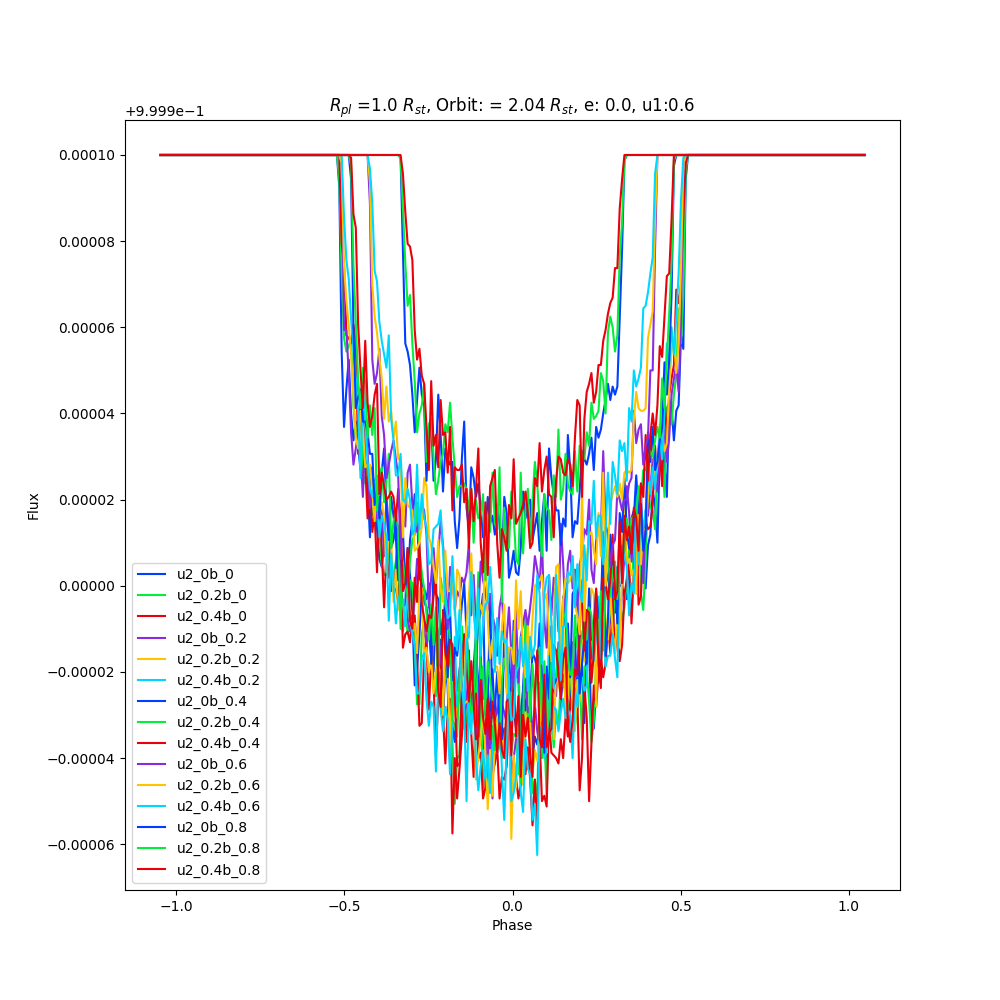 R_pl =1.0 R_st, Orbit: = 2.04 R_st, e: 0.0, u1:0.6
+9.999e−1
0.00010
0.00008
0.00006
0.00004
0.00002
0.00000
−0.00002
−0.00004
−0.00006
Flux
u2_0b_0
u2_0.2b_0
u2_0.4b_0
u2_0b_0.2
u2_0.2b_0.2
u2_0.4b_0.2
u2_0b_0.4
u2_0.2b_0.4
u2_0.4b_0.4
u2_0b_0.6
u2_0.2b_0.6
u2_0.4b_0.6
u2_0b_0.8
u2_0.2b_0.8
u2_0.4b_0.8
−1.0 −0.5 0.0 0.5 1.0
Phase